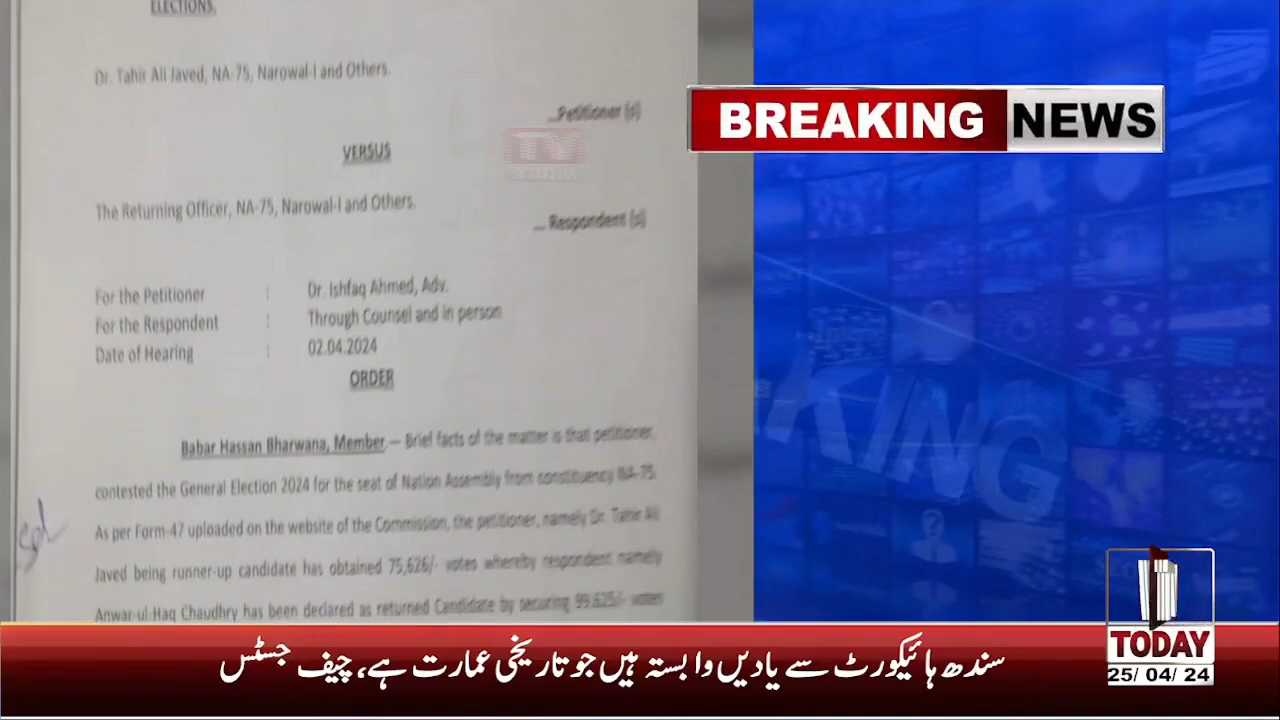 ELECTIONS.
Dr. Tahir Ali Javed, NA-75, Narowal-I and Others.
...Petitioner (s)
VERSUS
The Returning Officer, NA-75, Narowal-I and Others.
... Respondent (s)
For the Petitioner : Dr. Ishfaq Ahmed, Adv.
For the Respondent : Through Counsel and in person
Date of Hearing : 02.04.2024
ORDER
Babar Hassan Bharwana, Member.— Brief facts of the matter is that petitioner,
contested the General Election 2024 for the seat of Nation Assembly from constituency NA-75.
As per Form-47 uploaded on the website of the Commission, the petitioner, namely Dr. Tahir Ali
Javed being runner-up candidate has obtained 75,626/- votes whereby respondent namely
Anwar-ul-Haq Chaudhry has been declared as returned Candidate by securing 99,625/- votes
Sd/
TV
BREAKING NEWS
KING
سندھ ہائیکورٹ سے یادیں وابستہ ہیں جو تاریخی عمارت ہے، چیف جسٹس
TODAY
25/ 04/ 24